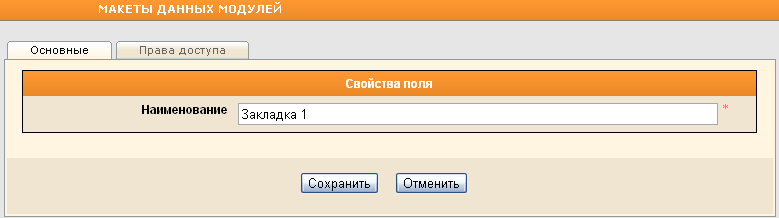 МАКЕТЫ ДАННЫХ МОДУЛЕЙ
Основные Права доступа
Свойства поля
Наименование Закладка 1 *
Сохранить Отменить